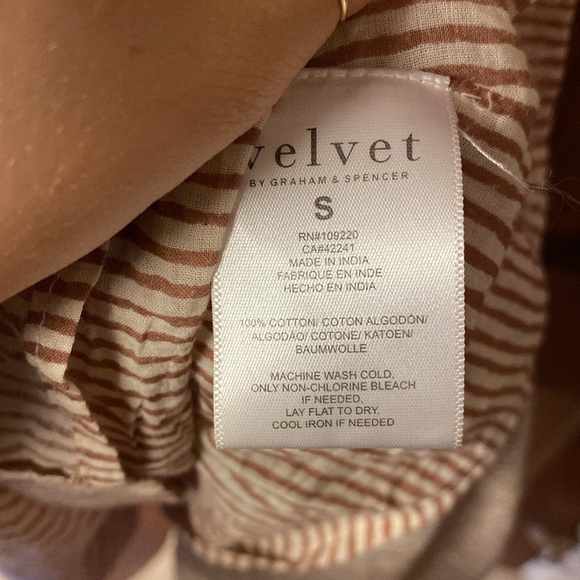 velvet
BY GRAHAM & SPENCER
S
RN#109220
CA#42241
MADE IN INDIA
FABRIQUE EN INDE
HECHO EN INDIA
100% COTTON/ COTON ALGODÓN/
ALGODÃO/ COTONE/ KATOEN/
BAUMWOLLE
MACHINE WASH COLD.
ONLY NON-CHLORINE BLEACH
IF NEEDED,
LAY FLAT TO DRY.
COOL IRON IF NEEDED